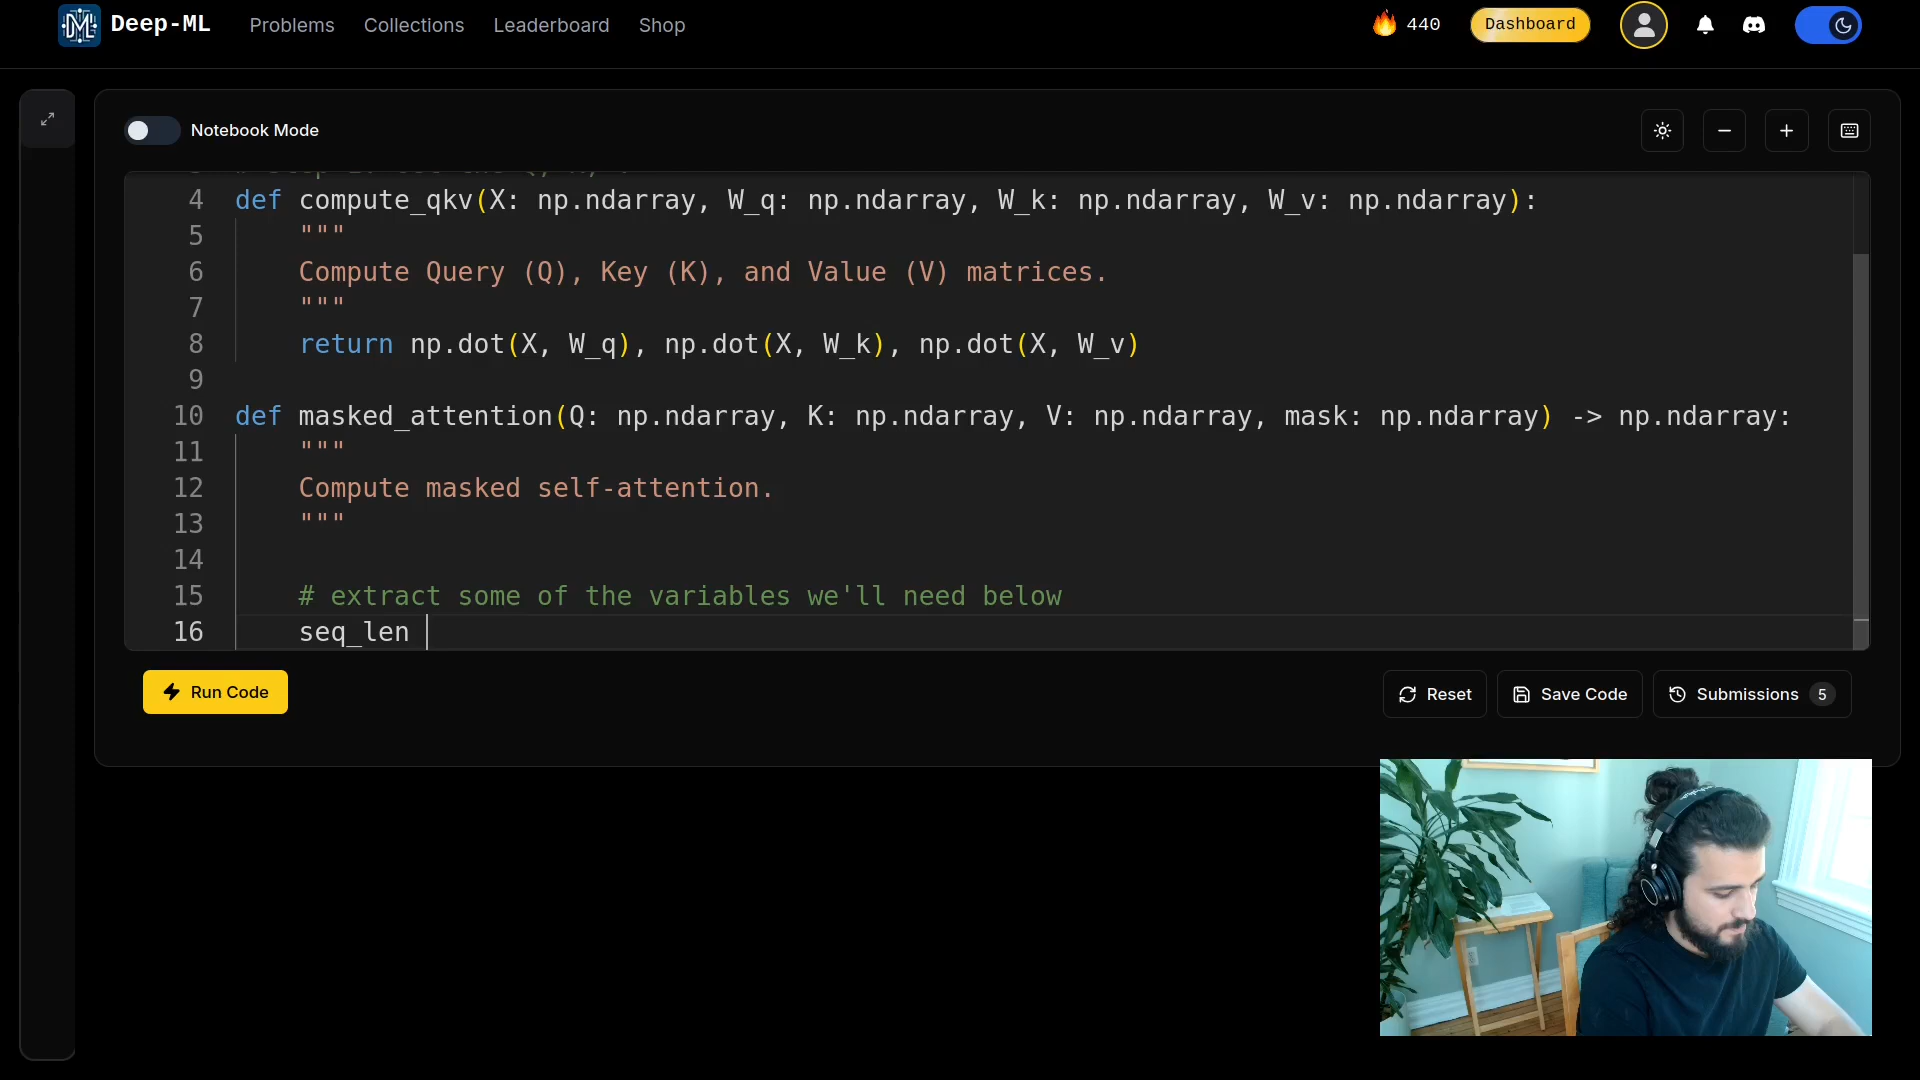 Deep-ML
Problems
Collections
Leaderboard
Shop
440
Dashboard
Notebook Mode
4 def compute_qkv(X: np.ndarray, W_q: np.ndarray, W_k: np.ndarray, W_v: np.ndarray):
5 """
6 Compute Query (Q), Key (K), and Value (V) matrices.
7 """
8 return np.dot(X, W_q), np.dot(X, W_k), np.dot(X, W_v)
9
10 def masked_attention(Q: np.ndarray, K: np.ndarray, V: np.ndarray, mask: np.ndarray) -> np.ndarray:
11 """
12 Compute masked self-attention.
13 """
14
15 # extract some of the variables we'll need below
16 seq_len
Run Code
Reset
Save Code
Submissions 5